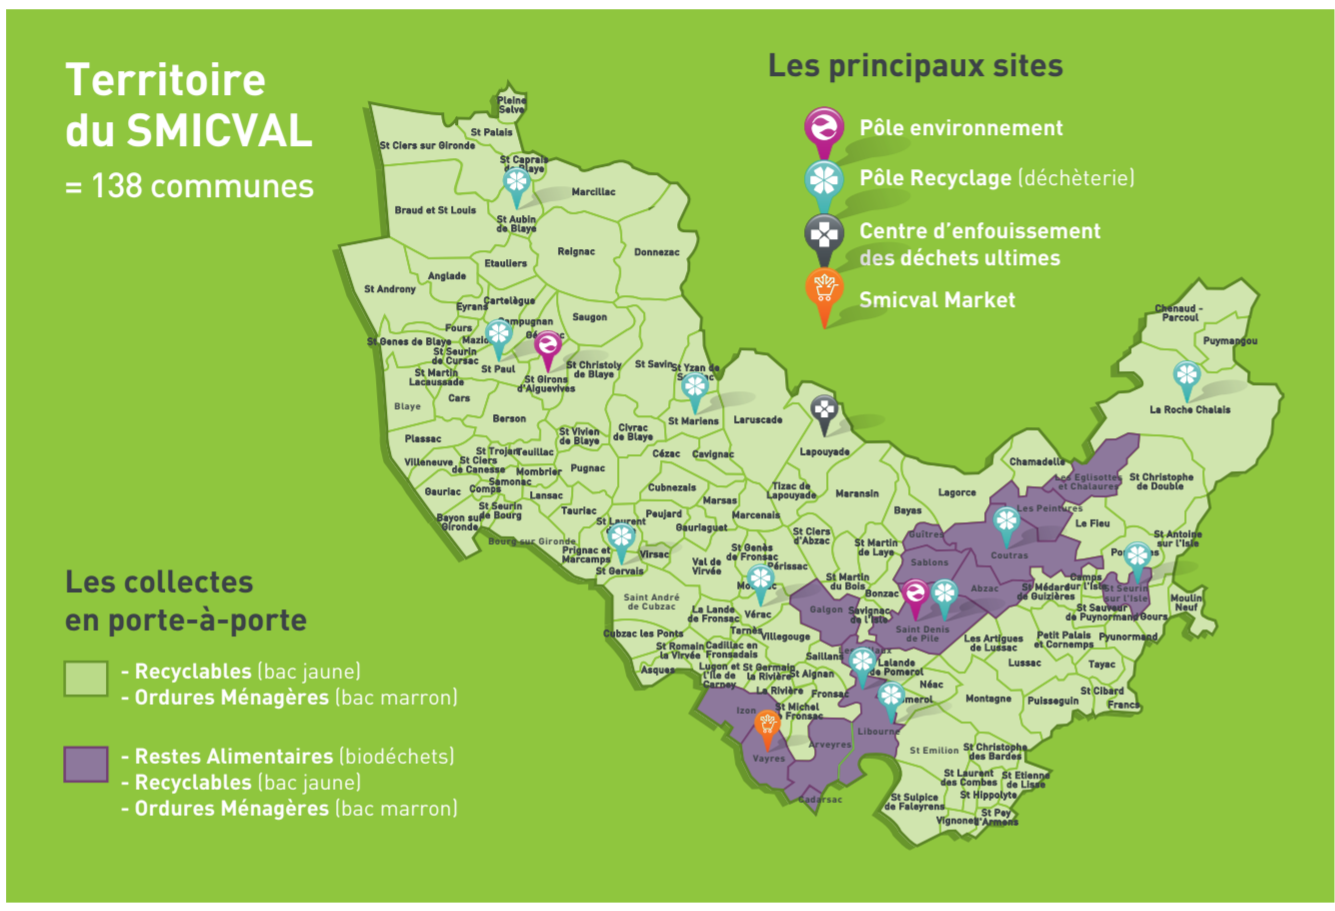 Territoire
du SMICVAL
= 138 communes
Les principaux sites
Pôle environnement
Pôle Recyclage (déchèterie)
Centre d'enfouissement
des déchets ultimes
Smicval Market
Pleine
Selve
St Palais
St Ciers sur Gironde
St Caprais
de Blaye
Marcillac
Braud et St Louis
St Aubin
de Blaye
Reignac
Donnezac
Etauliers
Anglade
St Androny
Cartelègue
Eyrans
Campugnan
Saugon
Fours
St Genes de Blaye
St Seurin
de Cursac
St Paul
St Martin
Lacaussade
St Girons
d'Aiguevives
St Christoly
de Blaye
St Savin
St Yzan de
Cars
Blaye
Berson
St Mariens
Laruscade
Civrac
de Blaye
St Vivien
de Blaye
Plassac
Lapouyade
St Trojan
Teuillac
Cézac
Cavignac
Villeneuve
St Ciers
de Canesse
Mombrier
Pugnac
Samonac
Gauriac
Comps
Lansac
Cubnezais
Marsas
Tizac de
Lapouyade
Maransin
St Seurin
de Bourg
Bayon sur
Gironde
Tauriac
Peujard
Marcenais
Gauriaguet
St Laurent
Bourg sur Gironde
Prignac et
Marcamps
Virsac
St Gervais
Val de
Virvée
St Genès
de Fronsac
Périssac
St Ciers
d'Abzac
St Martin
de Laye
Bayas
Lagorce
Chamadelle
Les Eglisottes
et Chalaures
St Christophe
de Double
Chenaud -
Parcoul
Puymangou
La Roche Chalais
Les Peintures
Le Fieu
St Antoine
sur l'Isle
Guîtres
Coutras
Sablons
Abzac
St Médard
de Guizières
Camps
sur l'Isle
St Seurin
sur l'Isle
Moulin
Neuf
St Sauveur
de Puynormand
Gours
St Martin
du Bois
Bonzac
Saint André
de Cubzac
La Lande
de Fronsac
Vérac
Galgon
Savignac
de l'Isle
Saint Denis
de Pile
Les Artigues
de Lussac
Petit Palais
et Cornemps
Pyunormand
Cubzac les Ponts
Tarnès
Villegouge
St Romain
la Virvée
Cadillac en
Fronsadais
Saillans
Lalande
de Pomerol
Lussac
Tayac
Asques
Lugon et
l'Ile de
Carney
St Germain
la Rivière
St Aignan
Néac
Montagne
Puisseguin
St Cibard
Francs
La Rivière
Fronsac
Izon
St Michel
Fronsac
Libourne
Arveyres
Vayres
St Emilion
St Christophe
des Bardes
St Laurent
des Combes
St Etienne
de Lisse
Cadarsac
St Sulpice
de Faleyrens
St Hippolyte
St Pey
d'Armens
Vignonet
Les collectes
en porte-à-porte
- Recyclables (bac jaune)
- Ordures Ménagères (bac marron)
- Restes Alimentaires (biodéchets)
- Recyclables (bac jaune)
- Ordures Ménagères (bac marron)